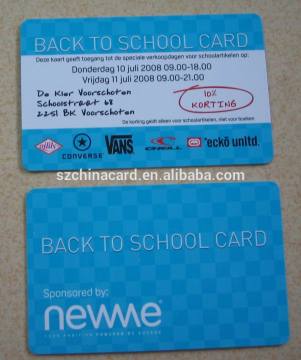 BACK TO SCHOOL CARD
Deze kaart geeft toegang tot de speciale verkoopdagen voor schoolartikelen op:
Donderdag 10 juli 2008 09.00-18.00
Vrijdag 11 juli 2008 09.00-21.00
De Kler Voorschoten
Schoolstraat 68
2251 BK Voorschoten
10%
KORTING
De korting geldt alleen voor schoolartikelen, niet voor boeken
CONVERSE
VANS
O'NEILL
*eckō unltd.
szchinacard.en.alibaba.com
BACK TO SCHOOL CARD
Sponsored by:
newme